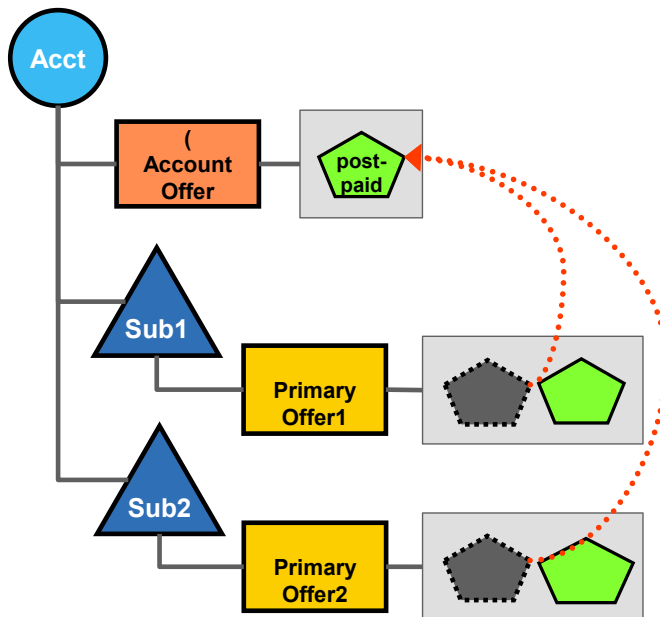 Acct
(
Account
Offer
post-
paid
Sub1
Primary
Offer1
Sub2
Primary
Offer2